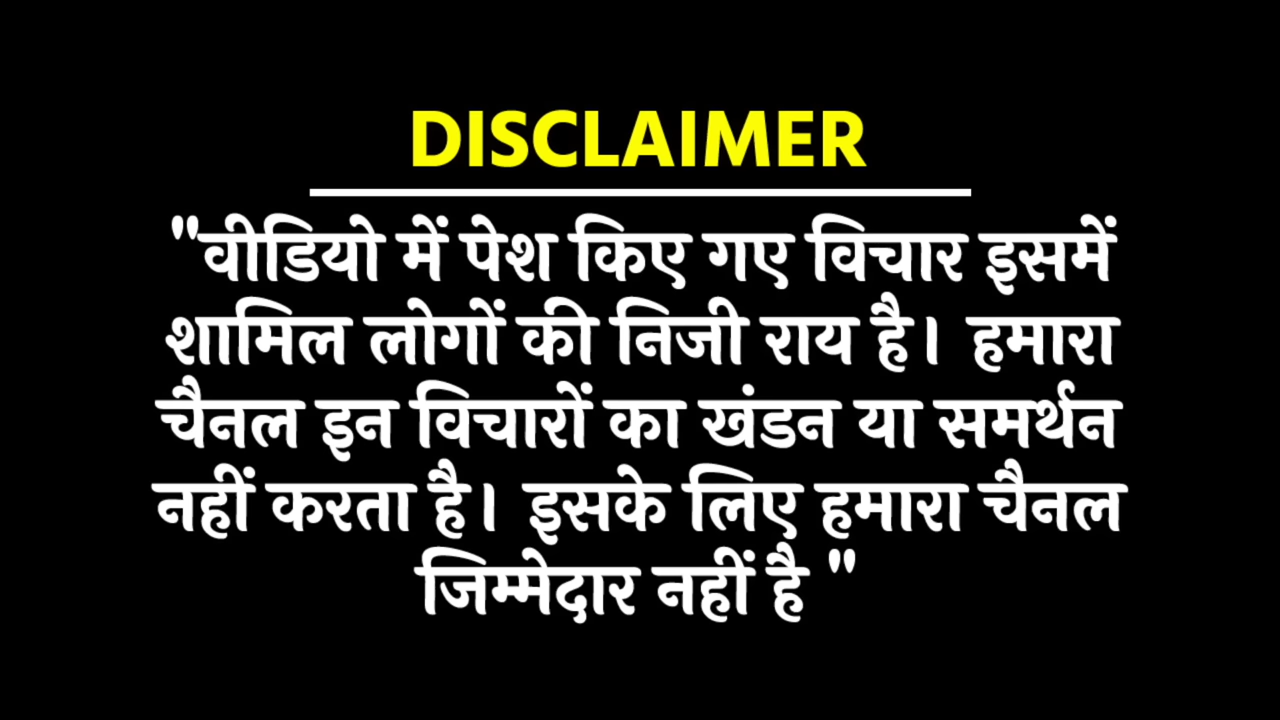 DISCLAIMER
"वीडियो में पेश किए गए विचार इसमें
शामिल लोगों की निजी राय है। हमारा
चैनल इन विचारों का खंडन या समर्थन
नहीं करता है। इसके लिए हमारा चैनल
जिम्मेदार नहीं है "